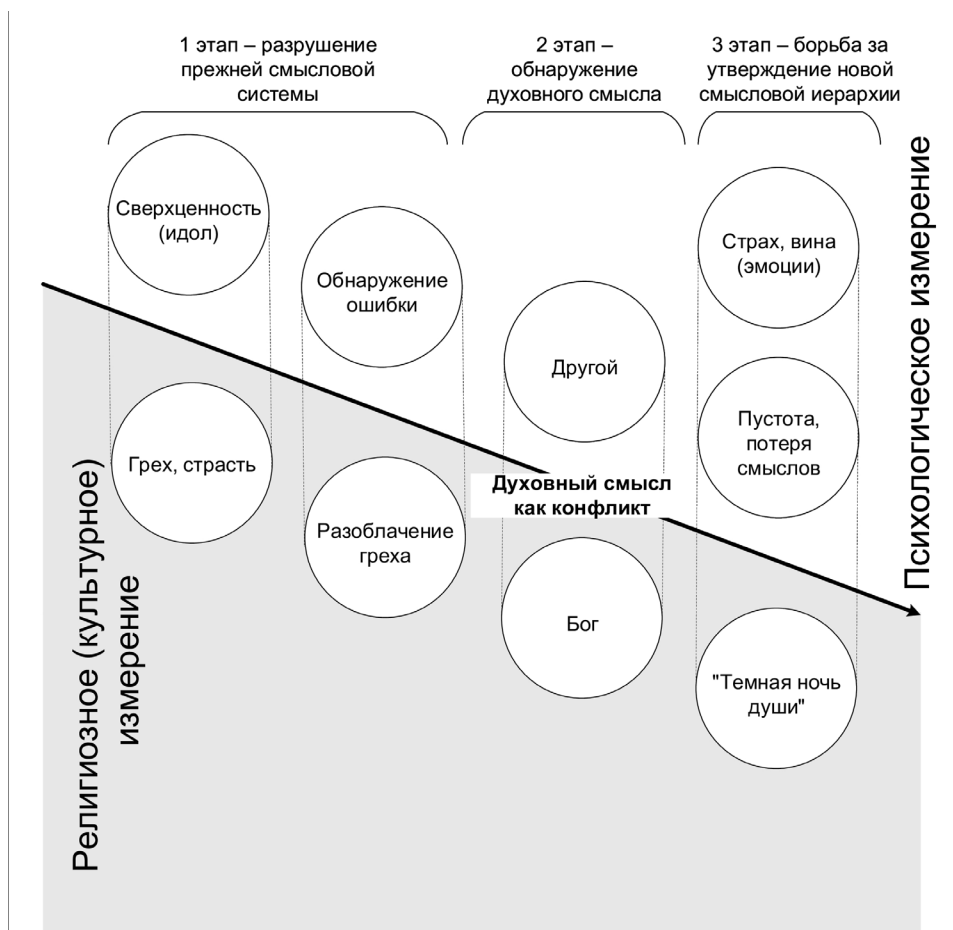 1 этап – разрушение
прежней смысловой
системы
2 этап –
обнаружение
духовного смысла
3 этап – борьба за
утверждение новой
смысловой иерархии
Сверхценность
(идол)
Обнаружение
ошибки
Другой
Страх, вина
(эмоции)
Пустота,
потеря
смыслов
Психологическое измерение
Духовный смысл
как конфликт
Грех, страсть
Разоблачение
греха
Бог
"Темная ночь
души"
Религиозное (культурное)
измерение